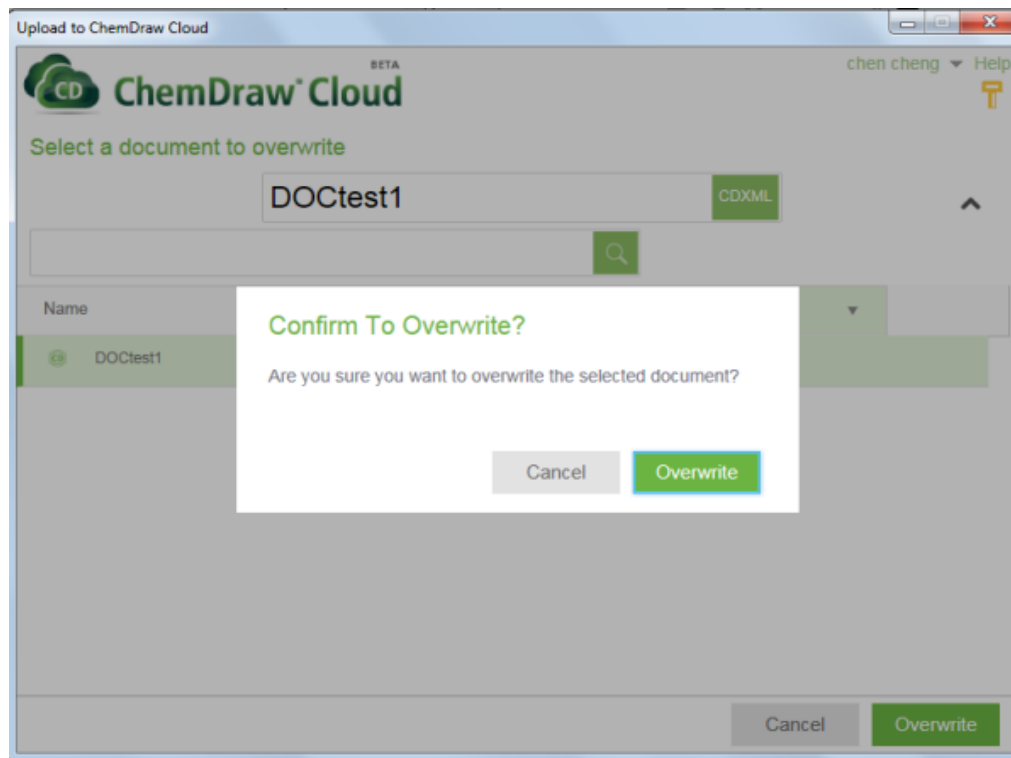 Upload to ChemDraw Cloud
BETA
chen cheng Help
CD ChemDraw® Cloud
Select a document to overwrite
DOCtest1 CDXML
Name
DOCtest1
Confirm To Overwrite?
Are you sure you want to overwrite the selected document?
Cancel Overwrite
Cancel Overwrite